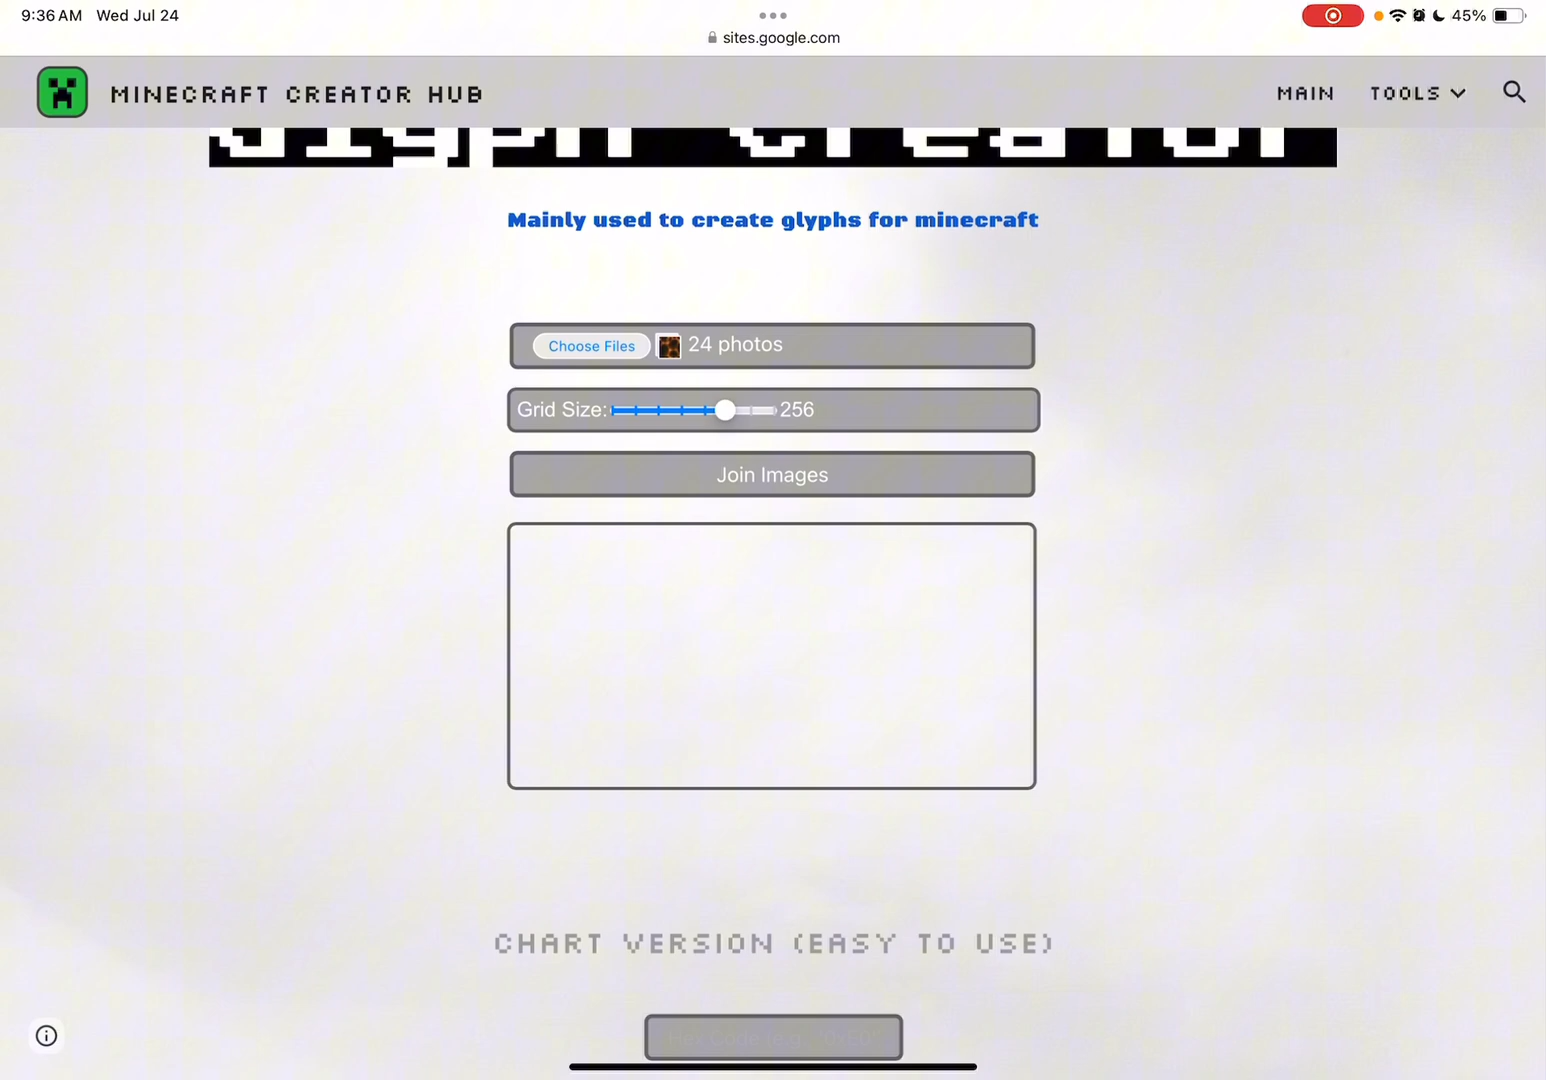 9:36 AM Wed Jul 24
45%
sites.google.com
MINECRAFT CREATOR HUB
MAIN
TOOLS
Creator
Mainly used to create glyphs for minecraft
Choose Files
24 photos
Grid Size:
256
Join Images
CHART VERSION (EASY TO USE)